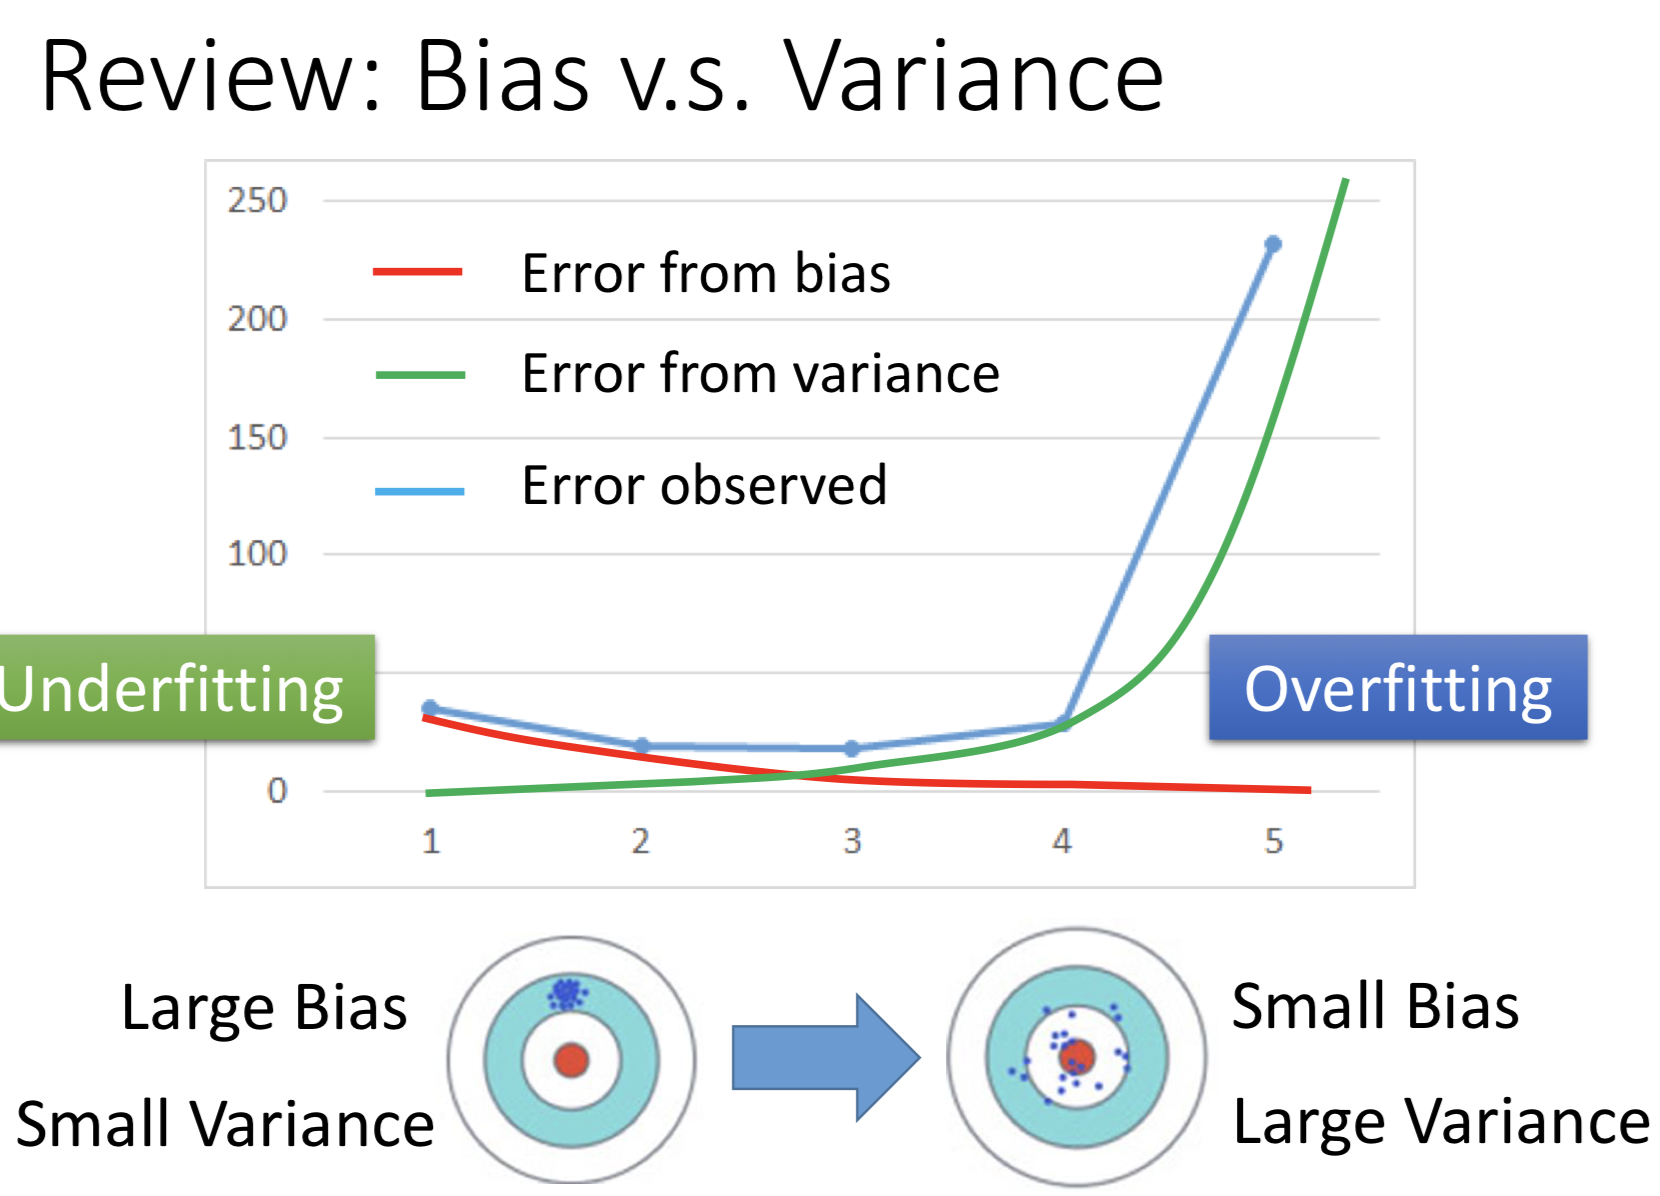 Review: Bias v.s. Variance
250
Error from bias
200
Error from variance
150
Error observed
100
Underfitting
Overfitting
0
1 2 3 4 5
Large Bias
Small Bias
Small Variance
Large Variance